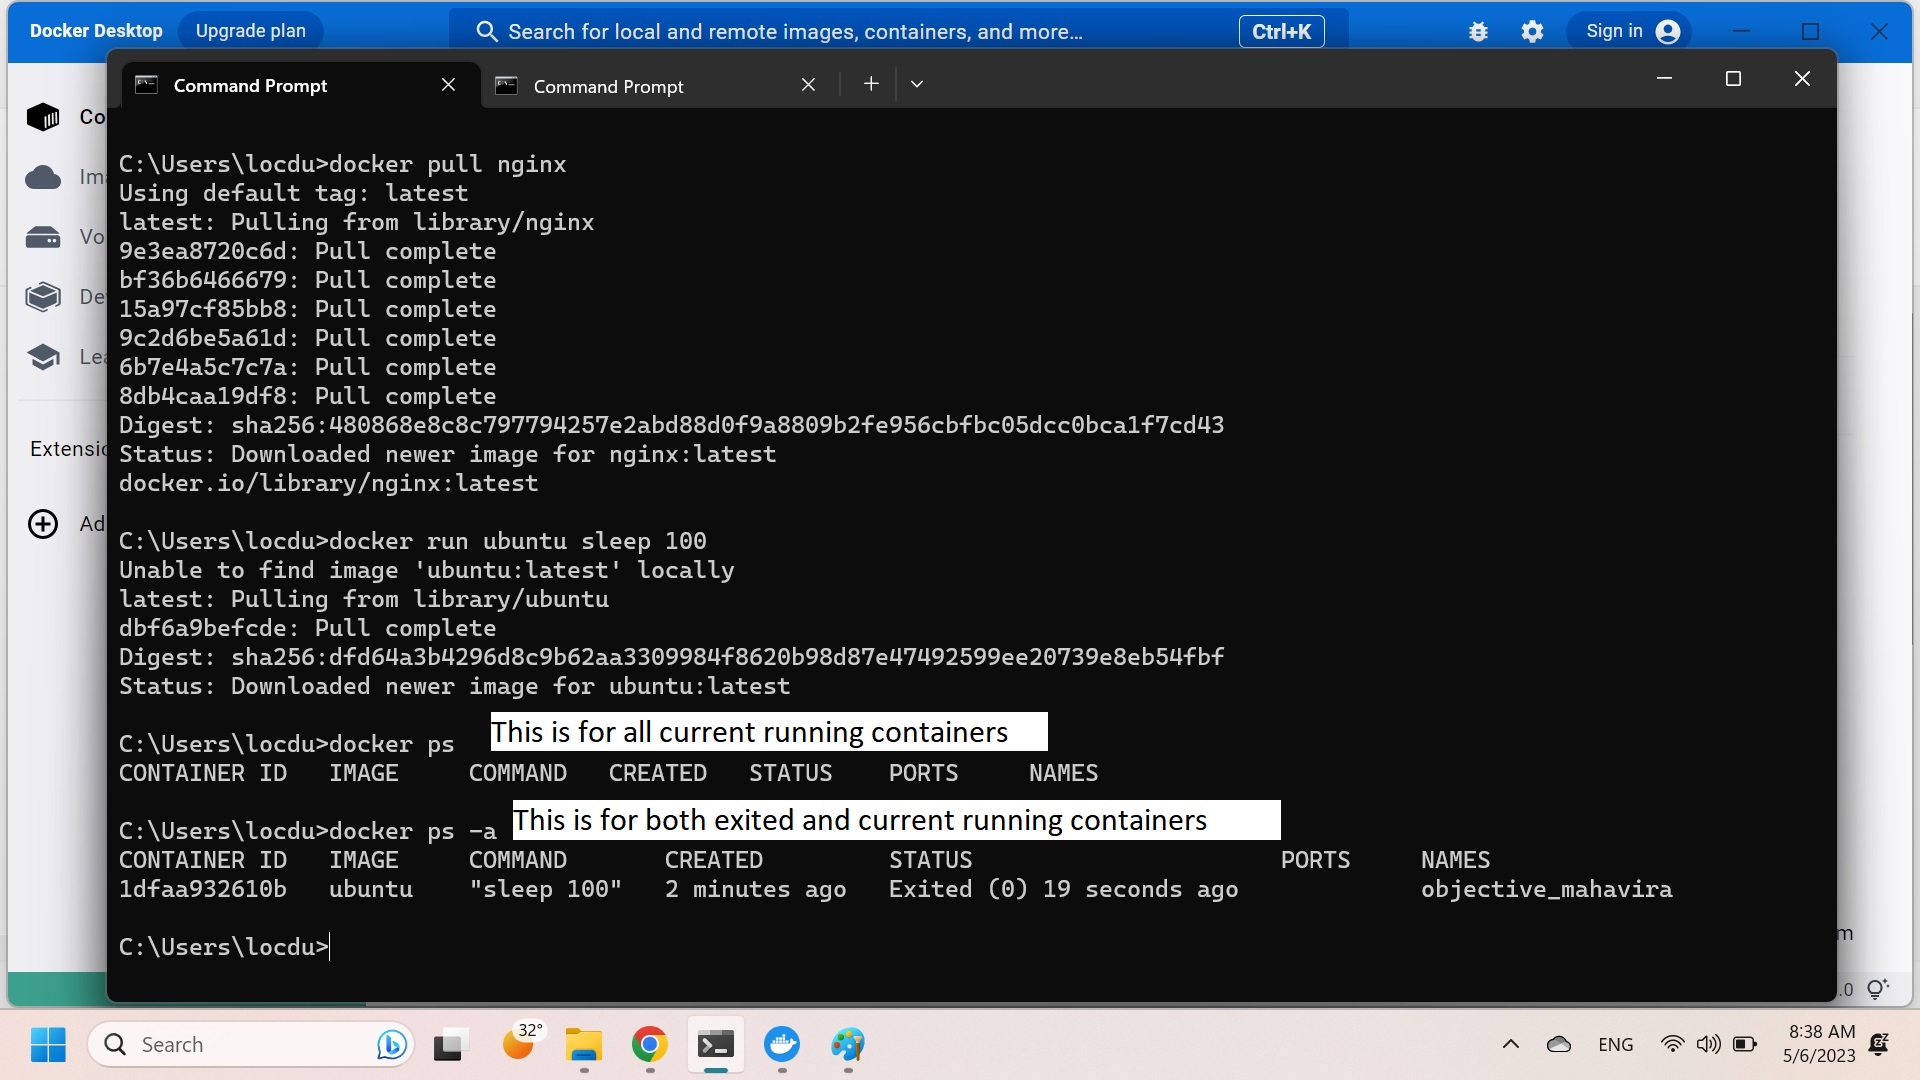 Docker Desktop Upgrade plan Search for local and remote images, containers, and more... Ctrl+K Sign in
Command Prompt Command Prompt
Co
Ima
Vo
De
Lea
Extensio
Ad
C:\Users\locdu>docker pull nginx
Using default tag: latest
latest: Pulling from library/nginx
9e3ea8720c6d: Pull complete
bf36b6466679: Pull complete
15a97cf85bb8: Pull complete
9c2d6be5a61d: Pull complete
6b7e4a5c7c7a: Pull complete
8db4caa19df8: Pull complete
Digest: sha256:480868e8c8c797794257e2abd88d0f9a8809b2fe956cbfbc05dcc0bca1f7cd43
Status: Downloaded newer image for nginx:latest
docker.io/library/nginx:latest
C:\Users\locdu>docker run ubuntu sleep 100
Unable to find image 'ubuntu:latest' locally
latest: Pulling from library/ubuntu
dbf6a9befcde: Pull complete
Digest: sha256:dfd64a3b4296d8c9b62aa3309984f8620b98d87e47492599ee20739e8eb54fbf
Status: Downloaded newer image for ubuntu:latest
C:\Users\locdu>docker ps This is for all current running containers
CONTAINER ID IMAGE COMMAND CREATED STATUS PORTS NAMES
C:\Users\locdu>docker ps -a This is for both exited and current running containers
CONTAINER ID IMAGE COMMAND CREATED STATUS PORTS NAMES
1dfaa932610b ubuntu "sleep 100" 2 minutes ago Exited (0) 19 seconds ago objective_mahavira
C:\Users\locdu>
m
.0
Search 32° ENG 8:38 AM
5/6/2023